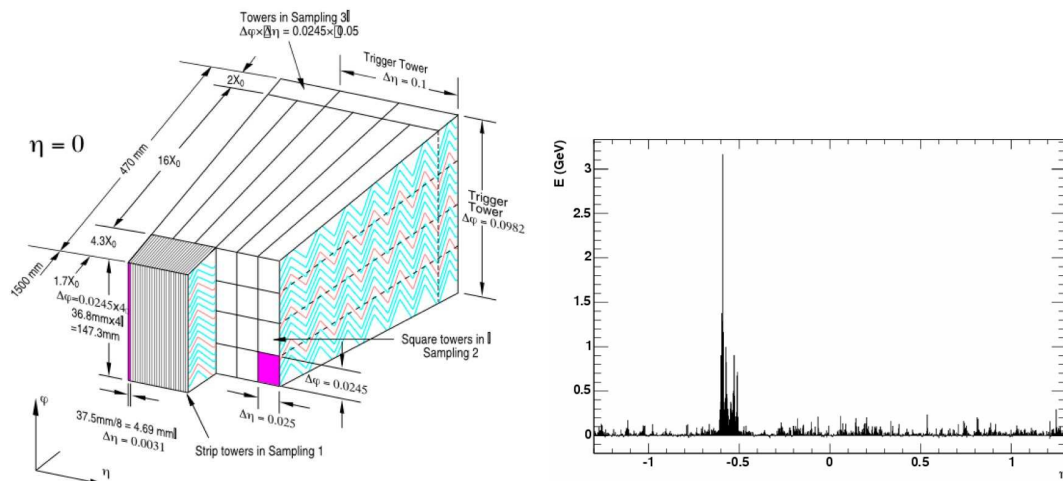 Towers in Sampling 3
Δφ×Δη = 0.0245×0.05
Trigger Tower
Δη = 0.1
2X₀
η = 0
470 mm
16X₀
Trigger
Tower
Δφ = 0.0982
4.3X₀
1500 mm
1.7X₀
Δφ=0.0245x4
36.8mmx4
=147.3mm
Square towers in
Sampling 2
Δφ = 0.0245
Δη = 0.025
37.5mm/8 = 4.69 mm
Δη = 0.0031
Strip towers in Sampling 1
φ
η
E (GeV)
3
2.5
2
1.5
1
0.5
0
-1
-0.5
0
0.5
1